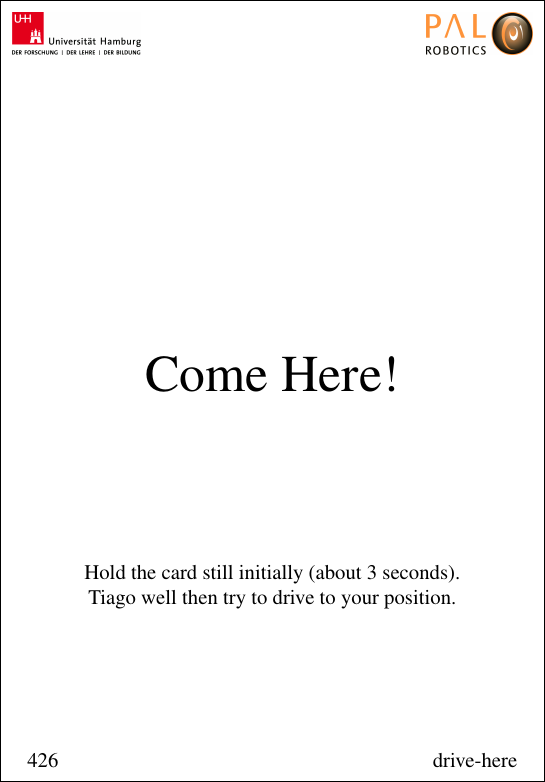 UHH
Universität Hamburg
DER FORSCHUNG | DER LEHRE | DER BILDUNG
PAL
ROBOTICS
Come Here!
Hold the card still initially (about 3 seconds).
Tiago well then try to drive to your position.
426
drive-here